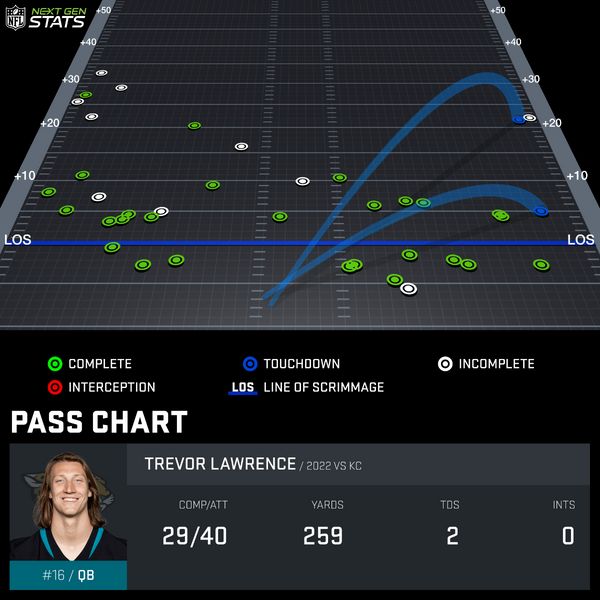 NFL NEXT GEN STATS
+50 +50
+40 +40
+30 +30
+20 +20
+10 +10
LOS LOS
COMPLETE TOUCHDOWN INCOMPLETE
INTERCEPTION LOS LINE OF SCRIMMAGE
PASS CHART
TREVOR LAWRENCE / 2022 VS KC
COMP/ATT YARDS TDS INTS
29/40 259 2 0
#16 / QB